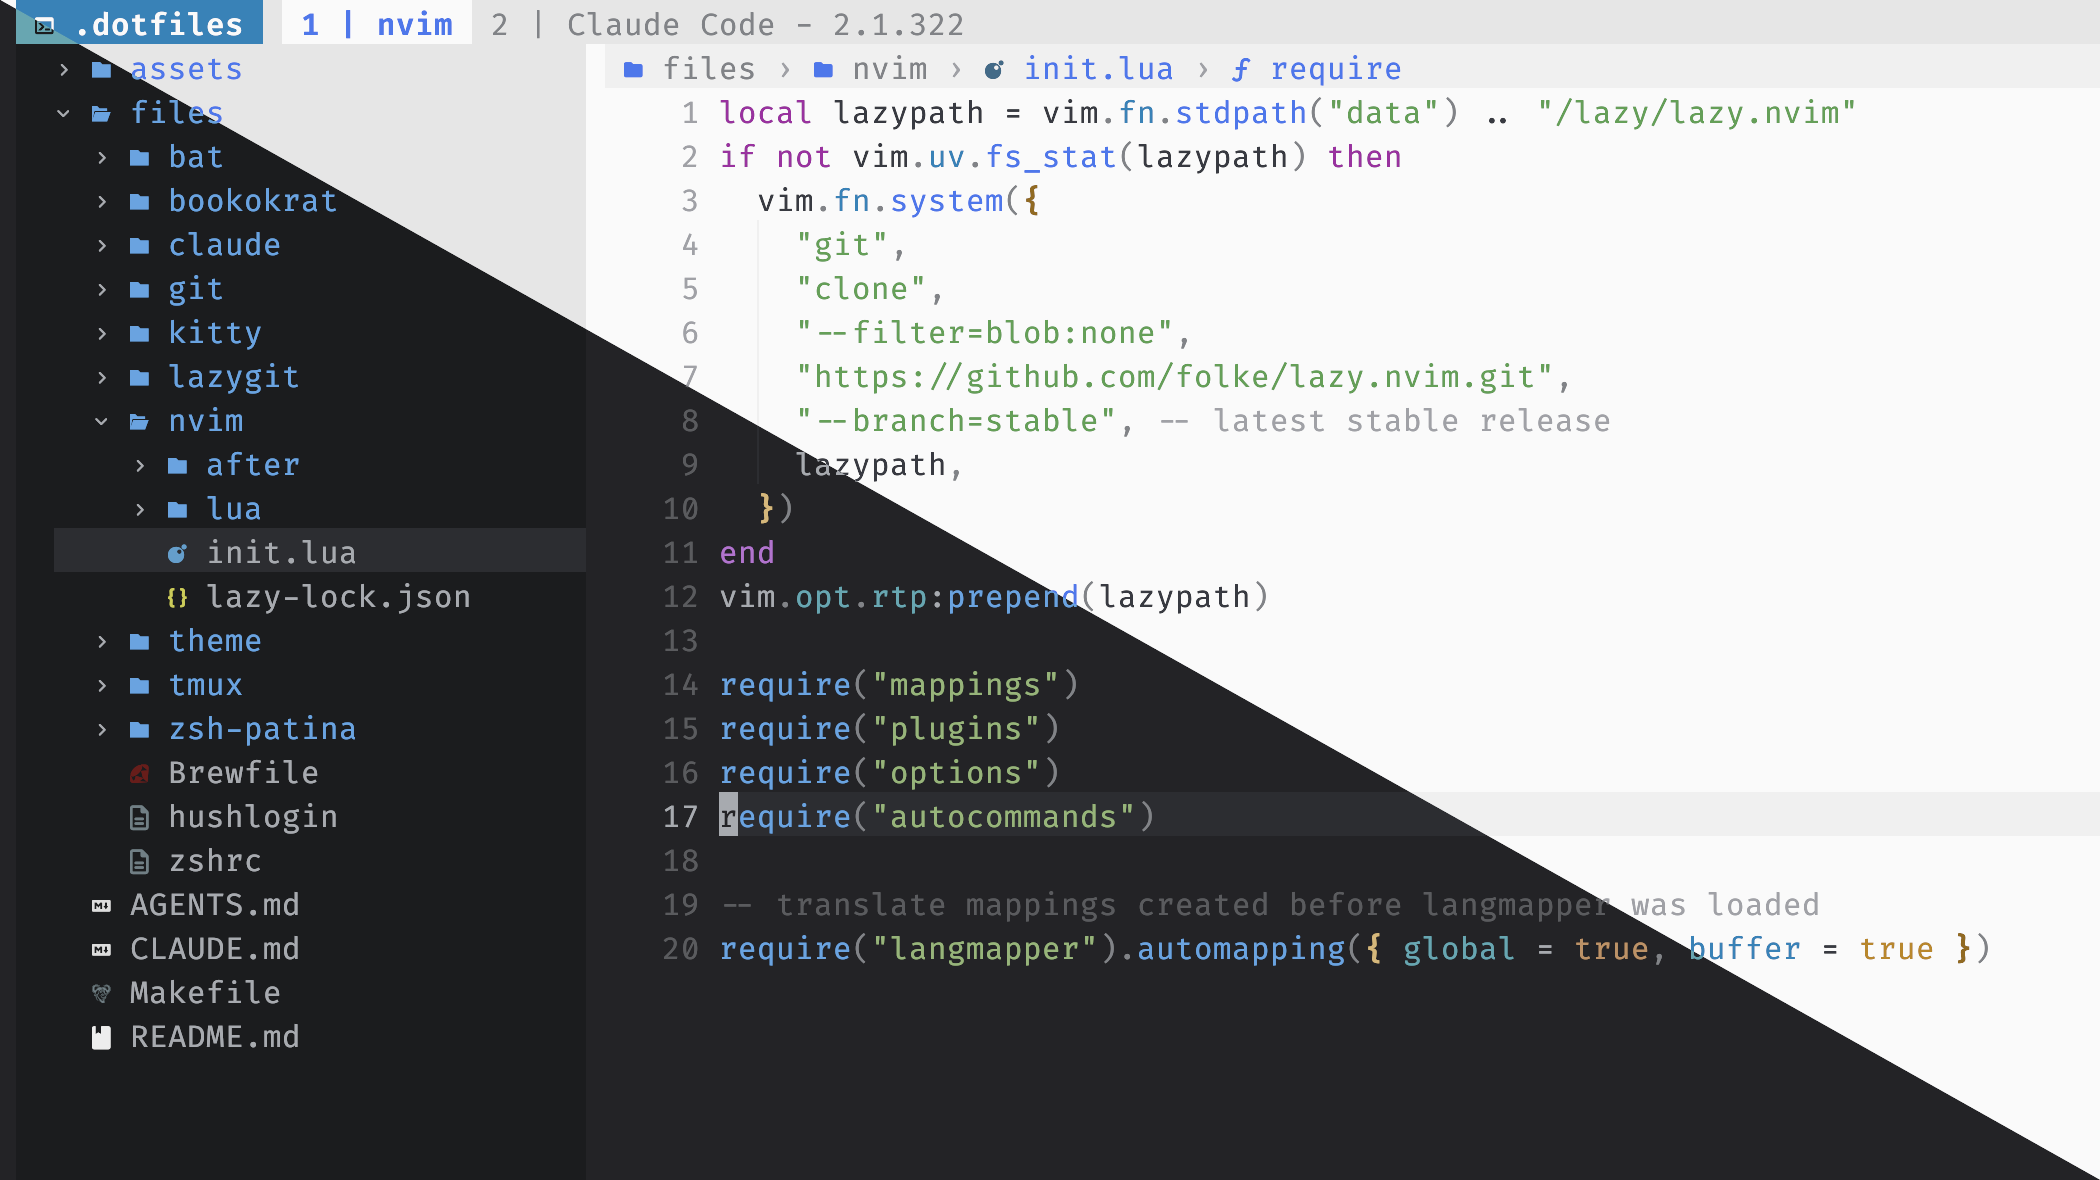 .dotfiles 1 | nvim 2 | Claude Code - 2.1.322
assets
files
bat
bookokrat
claude
git
kitty
lazygit
nvim
after
lua
init.lua
{} lazy-lock.json
theme
tmux
zsh-patina
Brewfile
hushlogin
zshrc
AGENTS.md
CLAUDE.md
Makefile
README.md
files › nvim › init.lua › ƒ require
1 local lazypath = vim.fn.stdpath("data") .. "/lazy/lazy.nvim"
2 if not vim.uv.fs_stat(lazypath) then
3 vim.fn.system({
4 "git",
5 "clone",
6 "--filter=blob:none",
7 "https://github.com/folke/lazy.nvim.git",
8 "--branch=stable", -- latest stable release
9 lazypath,
10 })
11 end
12 vim.opt.rtp:prepend(lazypath)
13
14 require("mappings")
15 require("plugins")
16 require("options")
17 require("autocommands")
18
19 -- translate mappings created before langmapper was loaded
20 require("langmapper").automapping({ global = true, buffer = true })